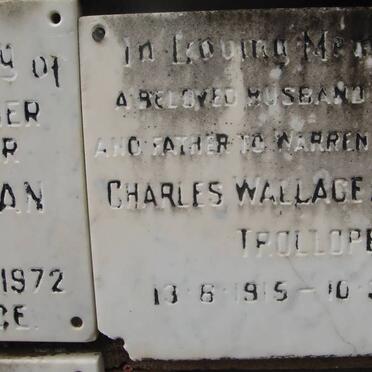 y of
ER
R
AN
1972
CE.
In Loving Mem
A BELOVED HUSBAND
AND FATHER TO WARREN
CHARLES WALLACE
TROLLOPE
13·8·1915 – 10·